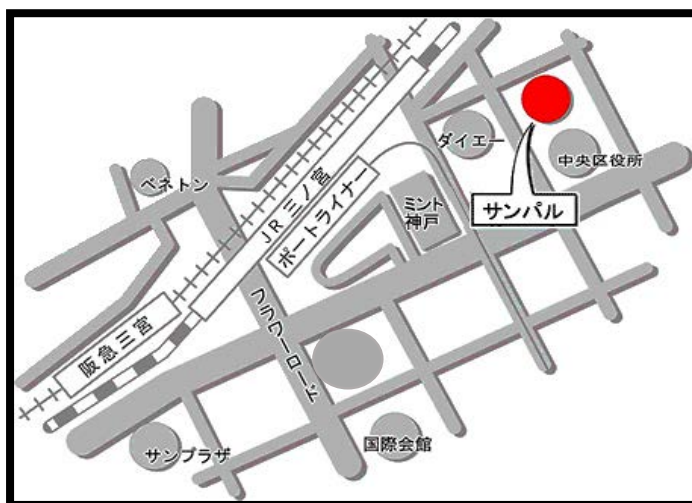 ダイエー
中央区役所
ベネトン
サンパル
JR三ノ宮
ポートライナー
ミント
神戸
阪急三宮
フラワーロード
サンプラザ
国際会館